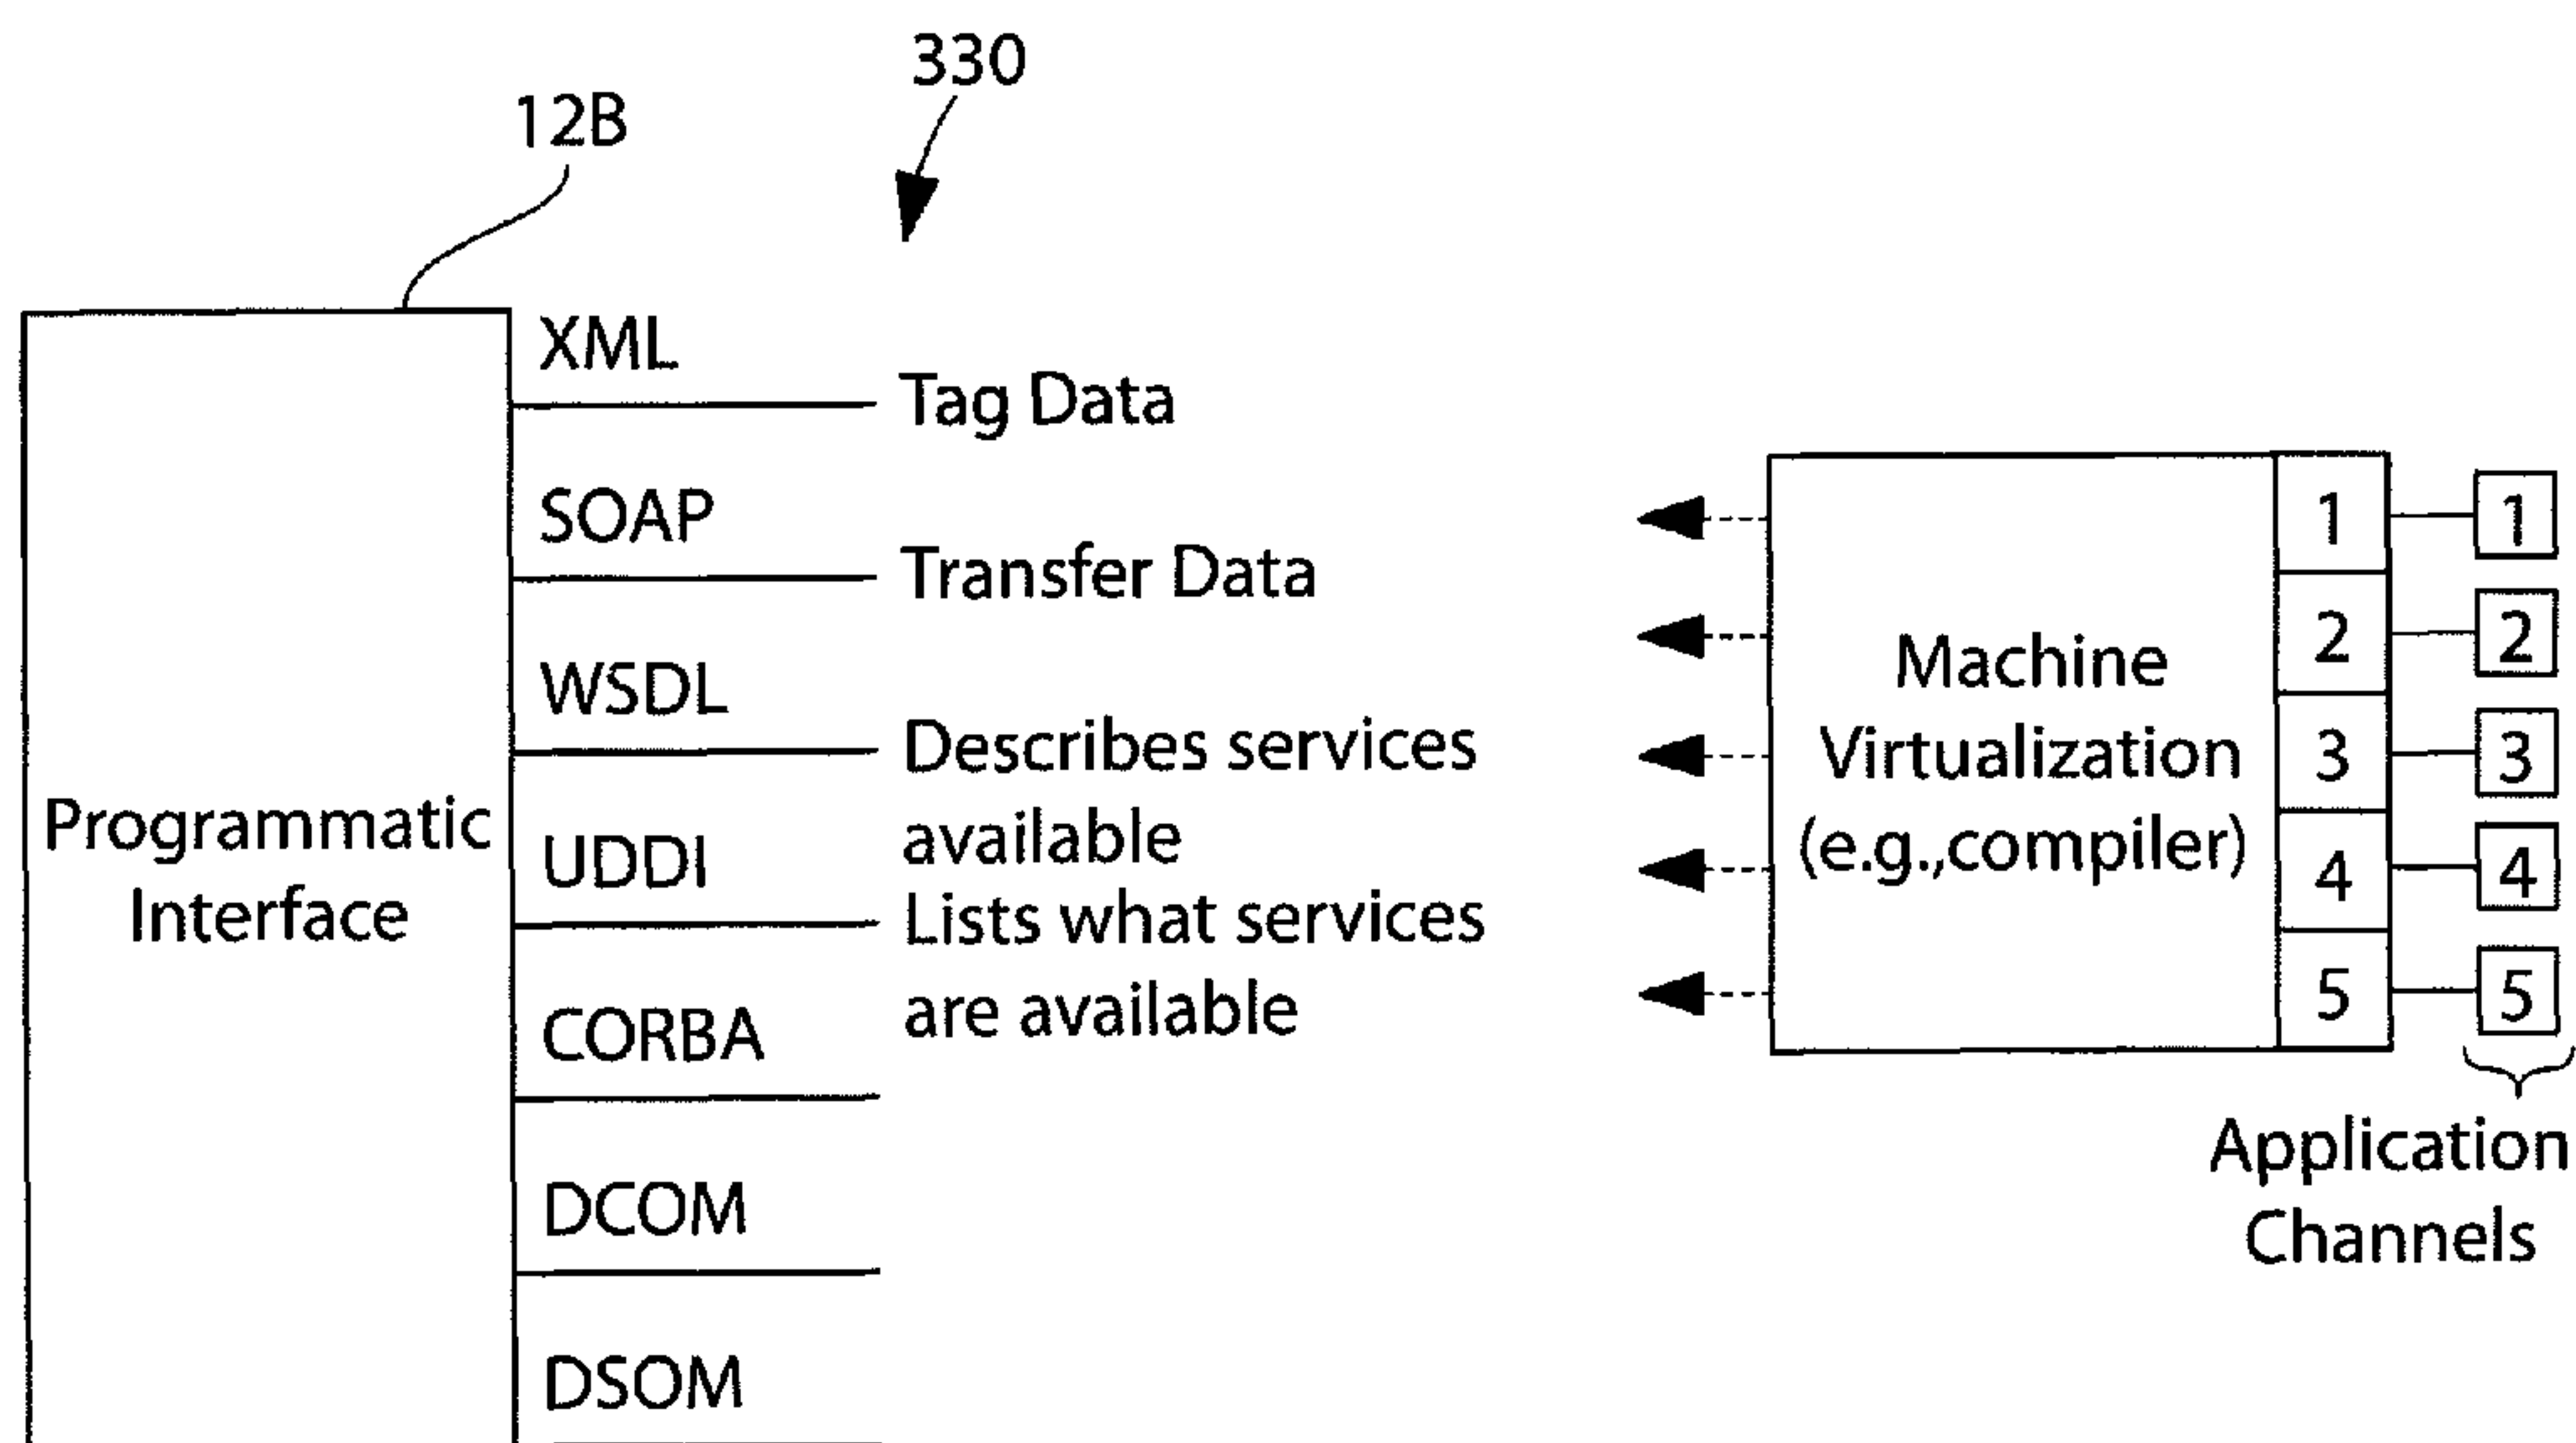 330
12B
XML
Tag Data
SOAP
Transfer Data
WSDL
Describes services
available
UDDI
Lists what services
are available
CORBA
DCOM
DSOM
Programmatic
Interface
Machine
Virtualization
(e.g.,compiler)
1
2
3
4
5
1
2
3
4
5
Application
Channels